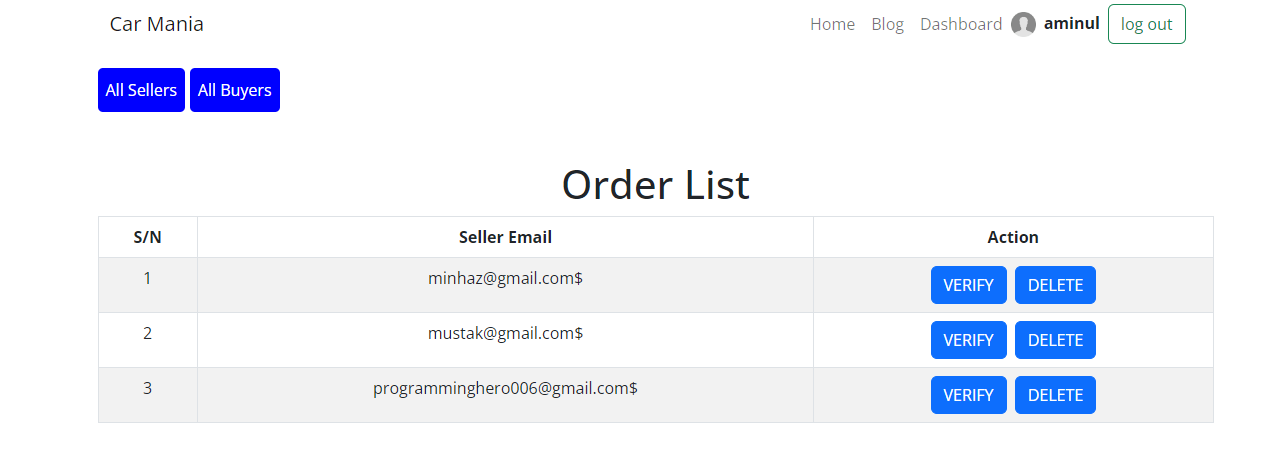 Car Mania Home Blog Dashboard aminul log out
All Sellers All Buyers
Order List
S/N Seller Email Action
1 minhaz@gmail.com$ VERIFY DELETE
2 mustak@gmail.com$ VERIFY DELETE
3 programminghero006@gmail.com$ VERIFY DELETE